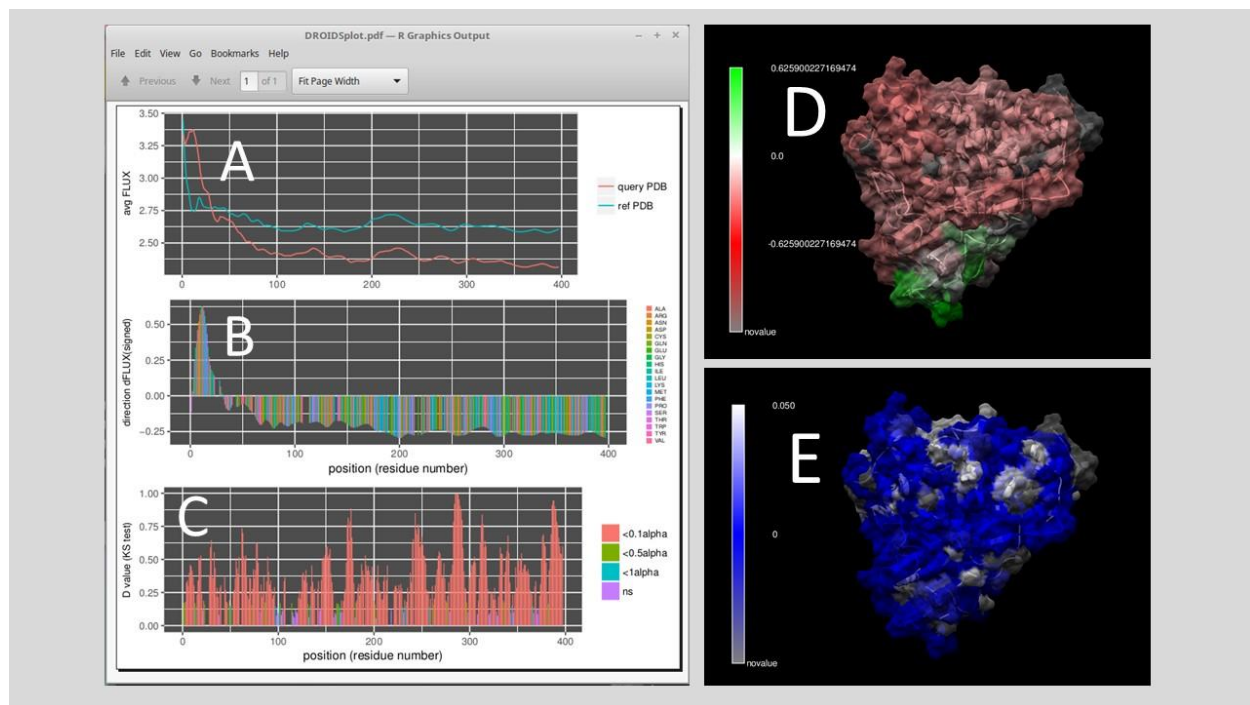 DROIDSplot.pdf — R Graphics Output
File Edit View Go Bookmarks Help
Previous Next 1 of 1 Fit Page Width
A
avg FLUX
3.50
3.25
3.00
2.75
2.50
0 100 200 300 400
query PDB
ref PDB
B
direction dFLUX(signed)
0.50
0.25
0.00
−0.25
0 100 200 300 400
position (residue number)
ALA
ARG
ASN
ASP
CYS
GLN
GLU
GLY
HIS
ILE
LEU
LYS
MET
PHE
PRO
SER
THR
TRP
TYR
VAL
C
D value (KS test)
1.00
0.75
0.50
0.25
0.00
0 100 200 300 400
position (residue number)
<0.1alpha
<0.5alpha
<1alpha
ns
D
0.625900227169474
0.0
-0.625900227169474
novalue
E
0.050
0
novalue